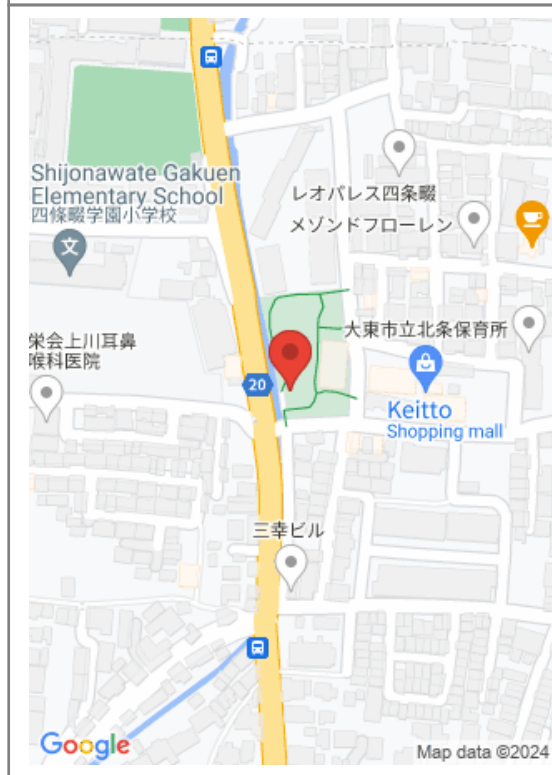 Shijonawate Gakuen
Elementary School
四條畷学園小学校
文
レオパレス四条畷
メゾンドフローレン
栄会上川耳鼻
喉科医院
大東市立北条保育所
20
Keitto
Shopping mall
三幸ビル
Google
Map data ©2024